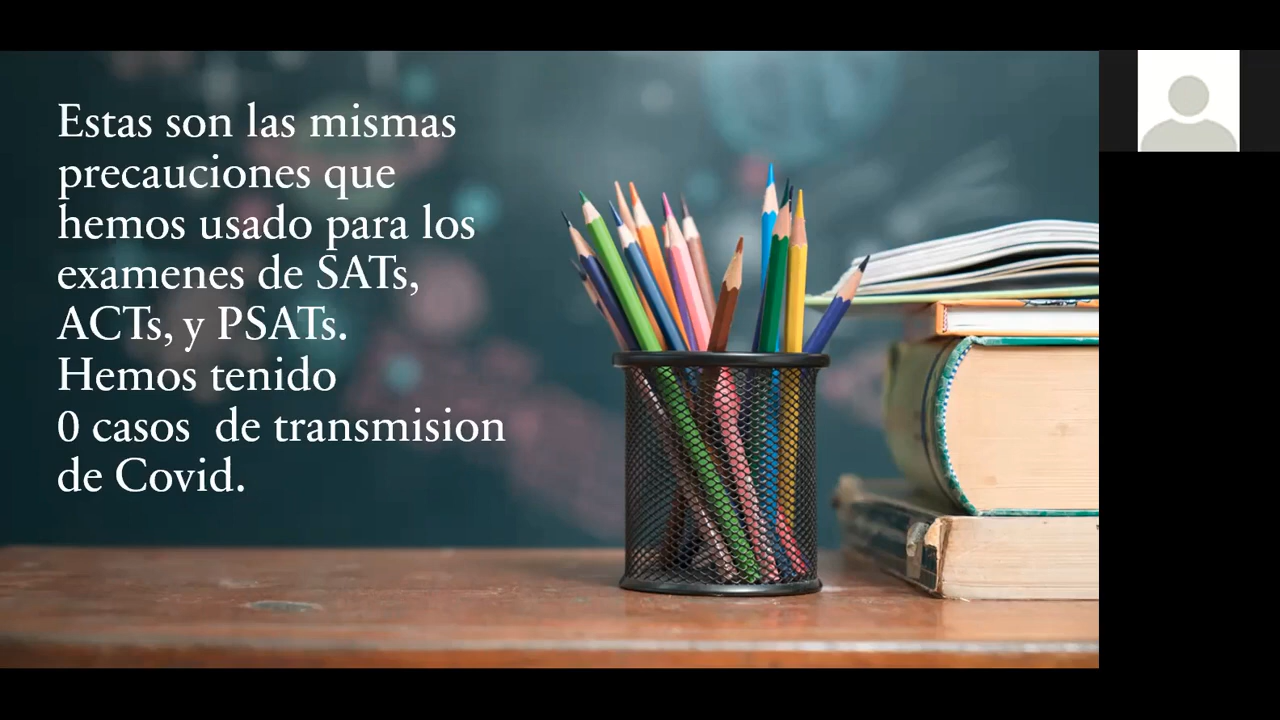 Estas son las mismas
precauciones que
hemos usado para los
examenes de SATs,
ACTs, y PSATs.
Hemos tenido
0 casos  de transmision
de Covid.